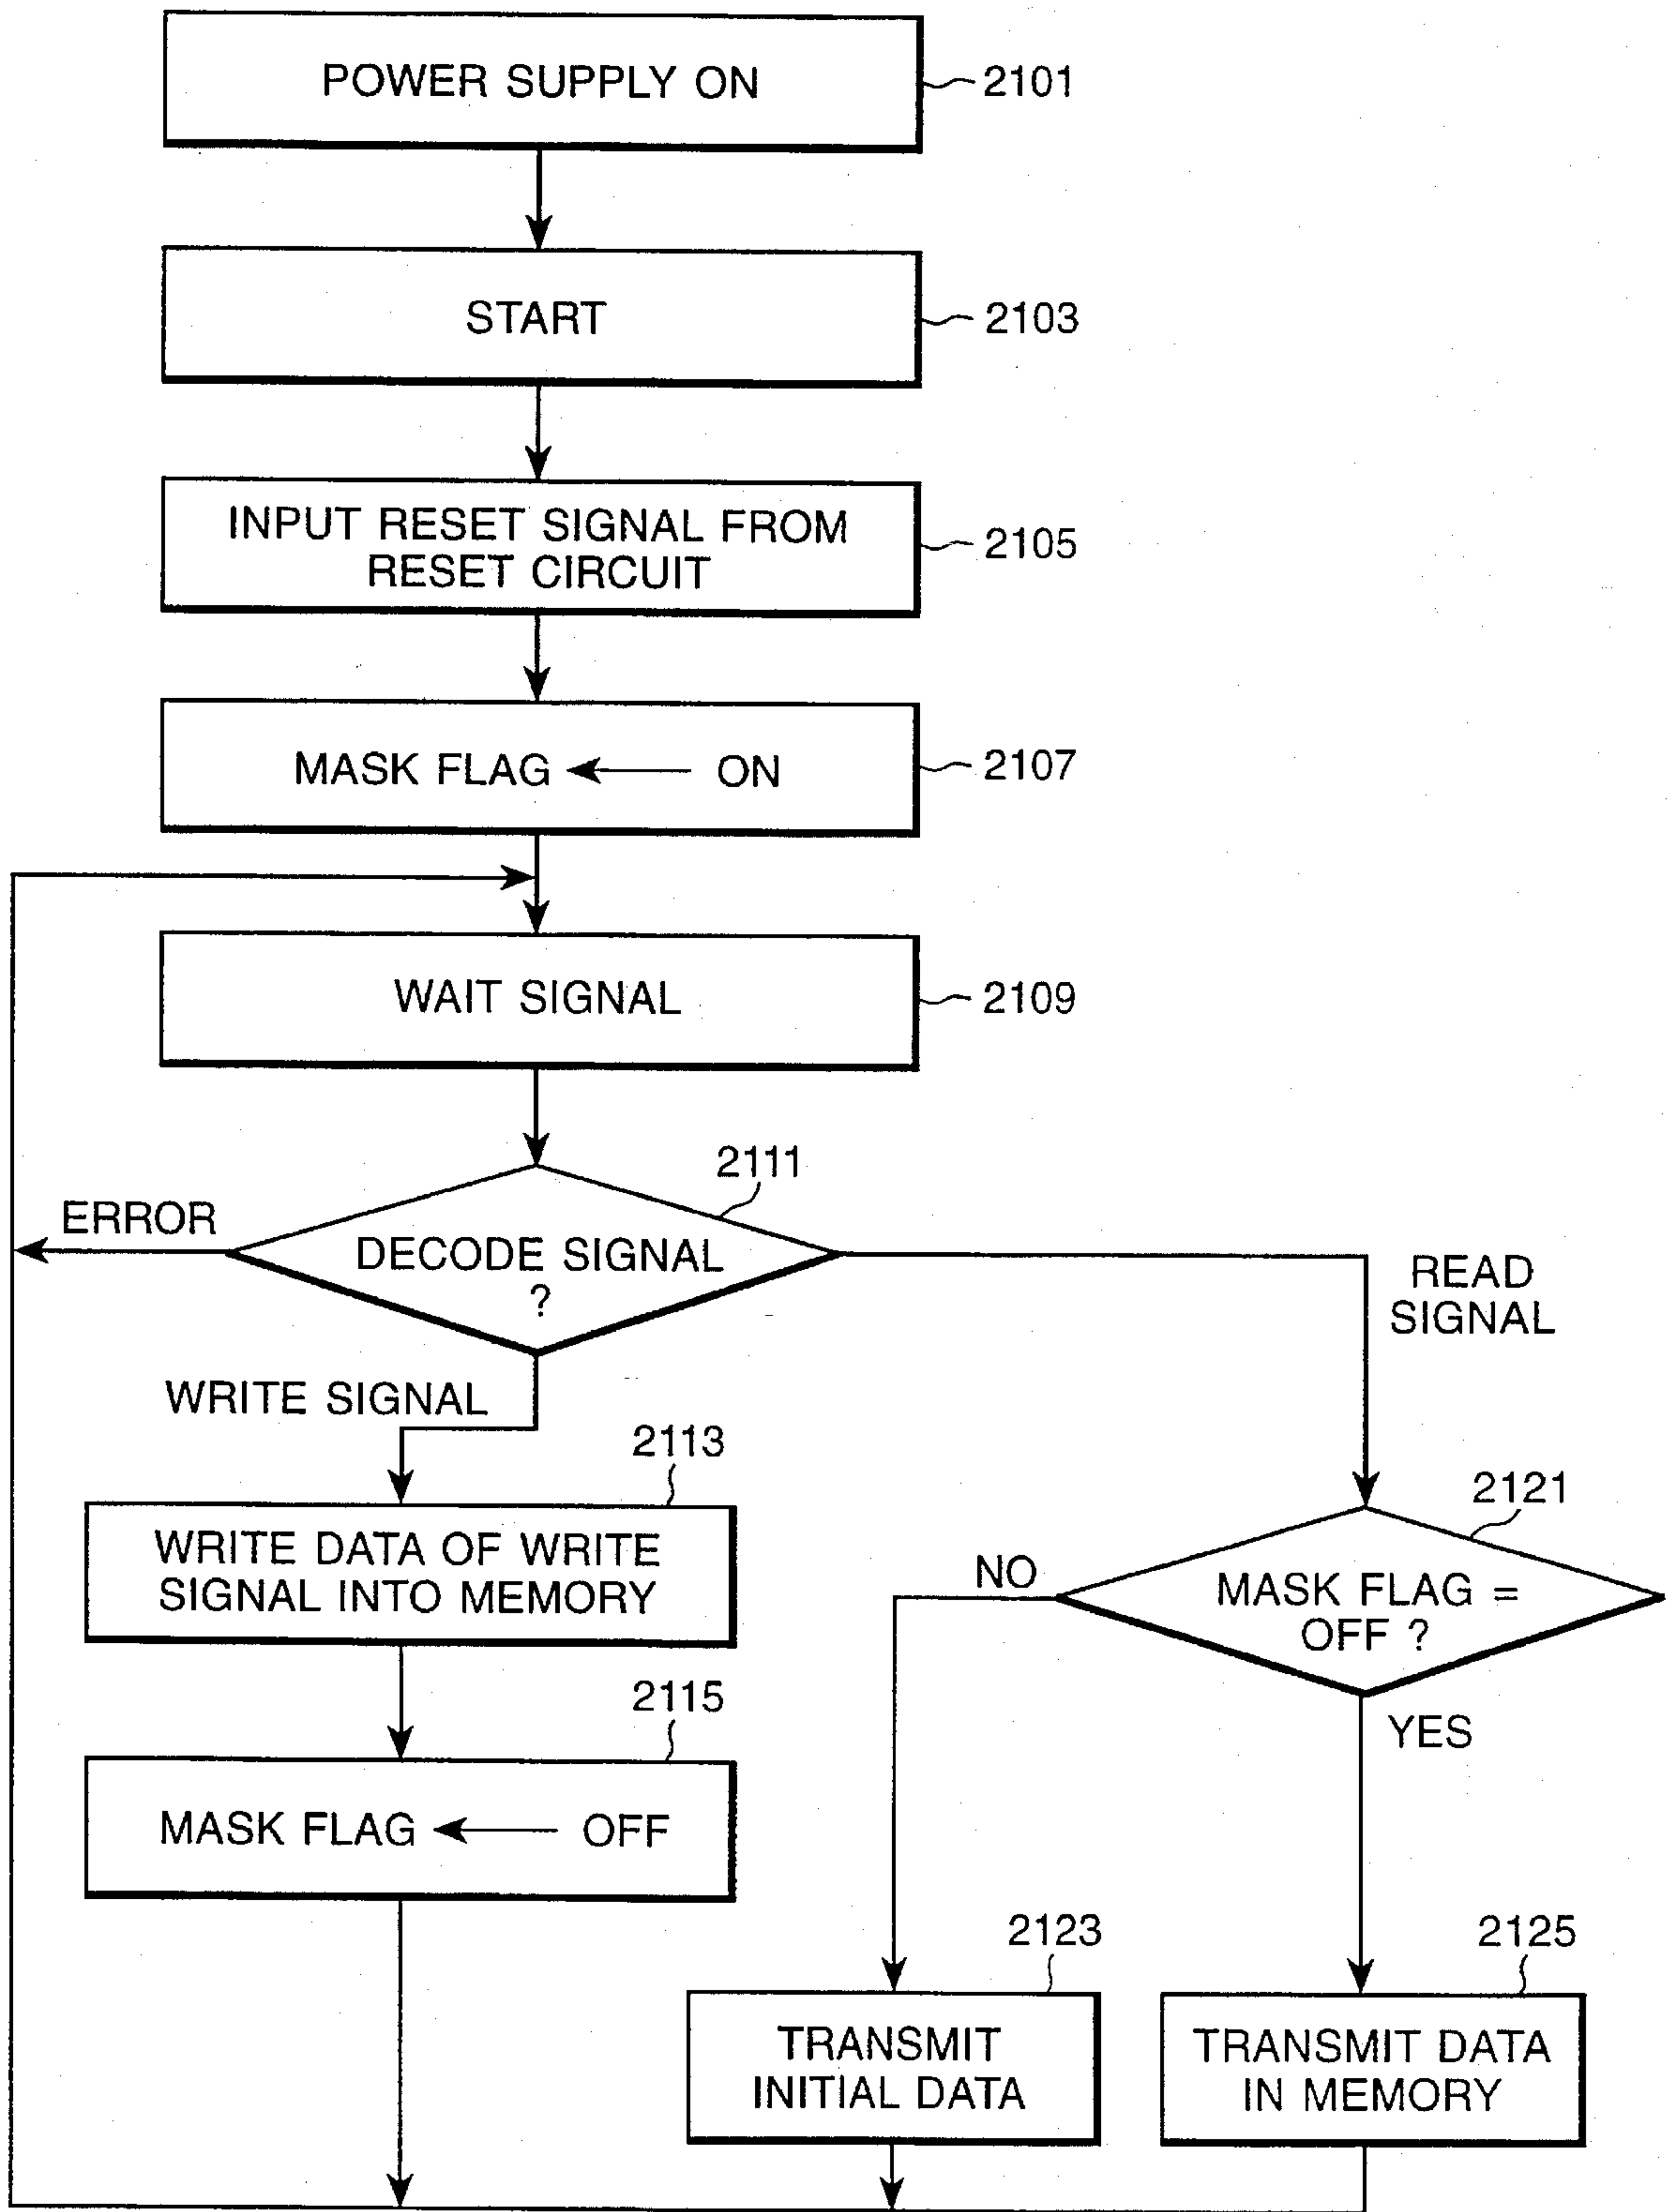 POWER SUPPLY ON
2101
START
2103
INPUT RESET SIGNAL FROM
RESET CIRCUIT
2105
MASK FLAG ← ON
2107
WAIT SIGNAL
2109
2111
ERROR
DECODE SIGNAL
?
READ
SIGNAL
WRITE SIGNAL
2113
WRITE DATA OF WRITE
SIGNAL INTO MEMORY
2121
NO
MASK FLAG =
OFF ?
YES
2115
MASK FLAG ← OFF
2123
TRANSMIT
INITIAL DATA
2125
TRANSMIT DATA
IN MEMORY